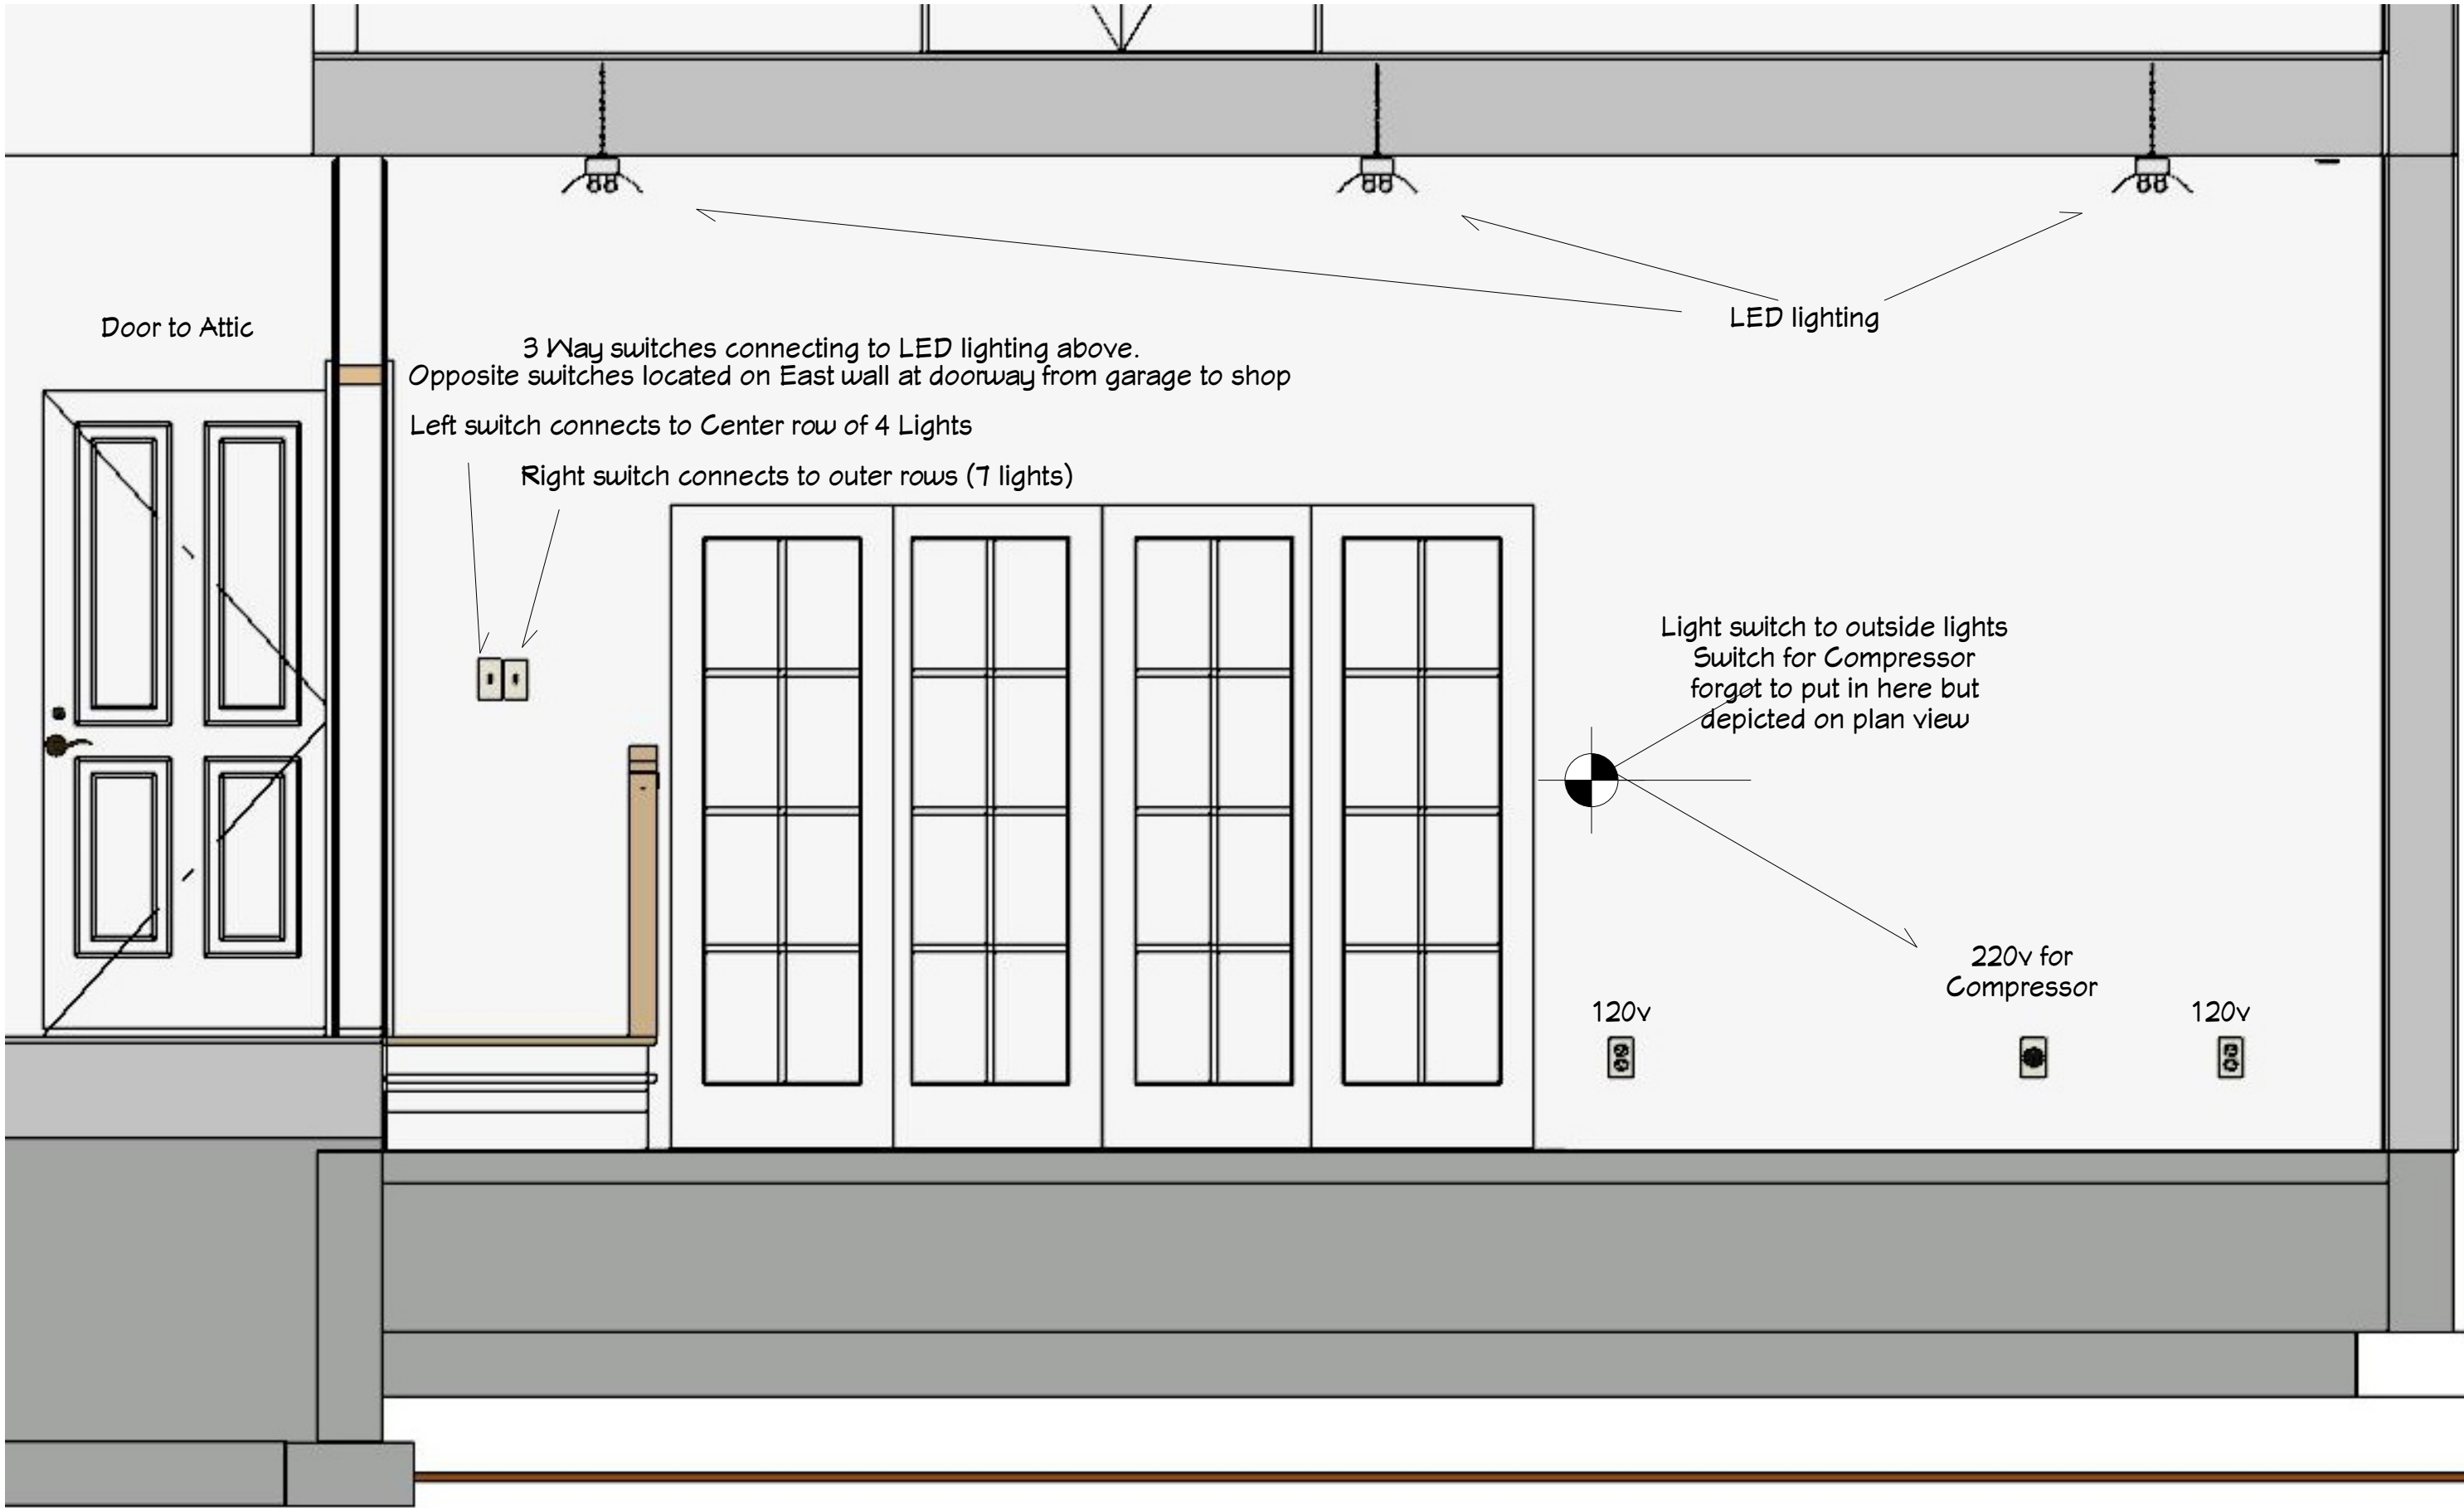 LED lighting
Door to Attic
3 Way switches connecting to LED lighting above.
Opposite switches located on East wall at doorway from garage to shop
Left switch connects to Center row of 4 Lights
Right switch connects to outer rows (7 lights)
Light switch to outside lights
Switch for Compressor
forgot to put in here but
depicted on plan view
220v for
Compressor
120v
120v